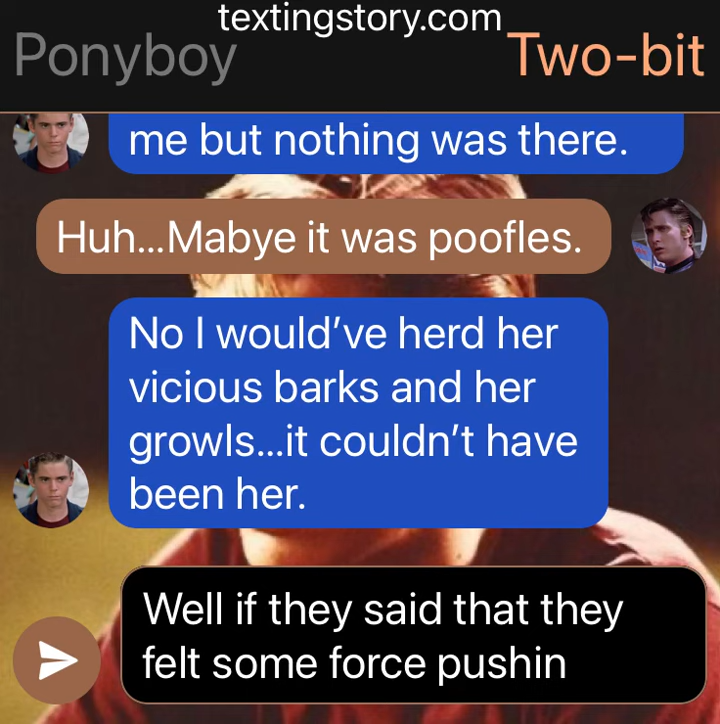 textingstory.com
Ponyboy Two-bit
me but nothing was there.
Huh...Mabye it was poofles.
No I would've herd her
vicious barks and her
growls...it couldn't have
been her.
Well if they said that they
felt some force pushin